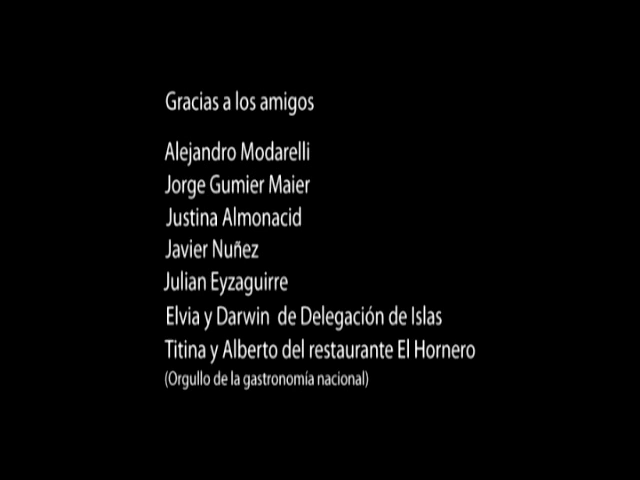 Gracias a los amigos
Alejandro Modarelli
Jorge Gumier Maier
Justina Almonacid
Javier Nuñez
Julian Eyzaguirre
Elvia y Darwin de Delegación de Islas
Titina y Alberto del restaurante El Hornero
(Orgullo de la gastronomía nacional)